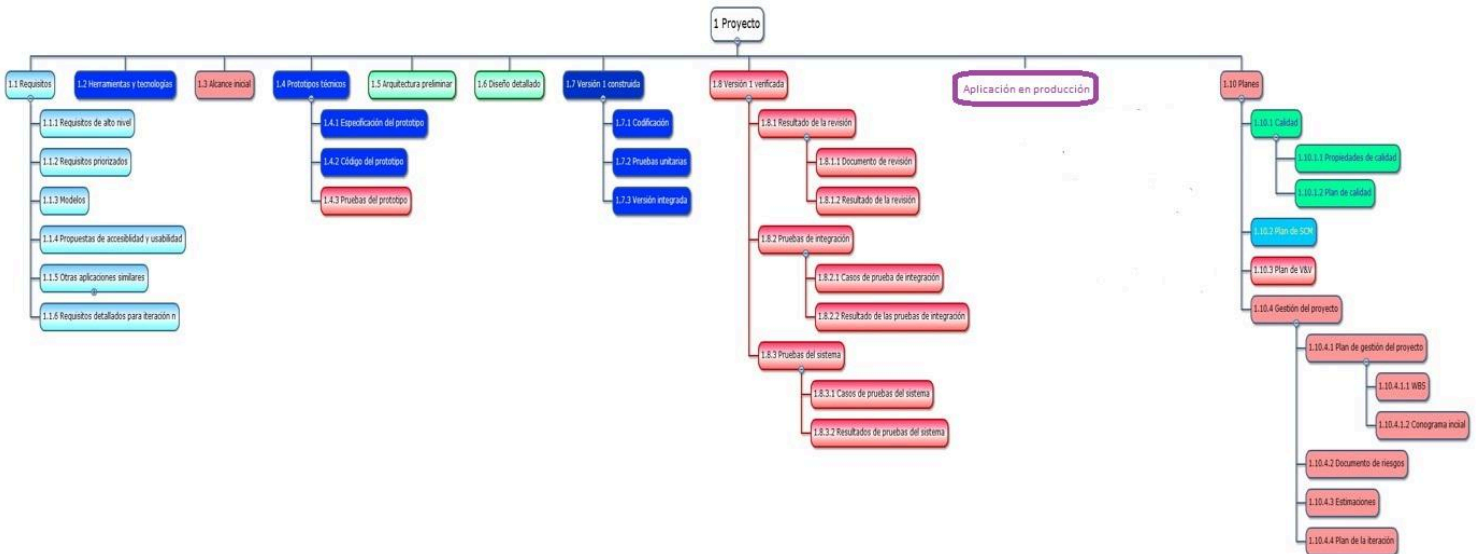 1 Proyecto
1.1 Requisitos
1.1.1 Requisitos de alto nivel
1.1.2 Requisitos priorizados
1.1.3 Modelos
1.1.4 Propuestas de accesiblidad y usabilidad
1.1.5 Otras aplicaciones similares
1.1.6 Requisitos detallados para iteración n
1.2 Herramientas y tecnologías
1.3 Alcance inicial
1.4 Prototipos técnicos
1.4.1 Especificación del prototipo
1.4.2 Código del prototipo
1.4.3 Pruebas del prototipo
1.5 Arquitectura preliminar
1.6 Diseño detallado
1.7 Versión 1 construida
1.7.1 Codificación
1.7.2 Pruebas unitarias
1.7.3 Versión integrada
1.8 Versión 1 verificada
1.8.1 Resultado de la revisión
1.8.1.1 Documento de revisión
1.8.1.2 Resultado de la revisión
1.8.2 Pruebas de integración
1.8.2.1 Casos de prueba de integración
1.8.2.2 Resultado de las pruebas de integración
1.8.3 Pruebas del sistema
1.8.3.1 Casos de pruebas del sistema
1.8.3.2 Resultados de pruebas del sistema
Aplicación en producción
1.10 Planes
1.10.1 Calidad
1.10.1.1 Propiedades de calidad
1.10.1.2 Plan de calidad
1.10.2 Plan de SCM
1.10.3 Plan de V&V
1.10.4 Gestión del proyecto
1.10.4.1 Plan de gestión del proyecto
1.10.4.1.1 WBS
1.10.4.1.2 Conograma inciial
1.10.4.2 Documento de riesgos
1.10.4.3 Estimaciones
1.10.4.4 Plan de la iteración